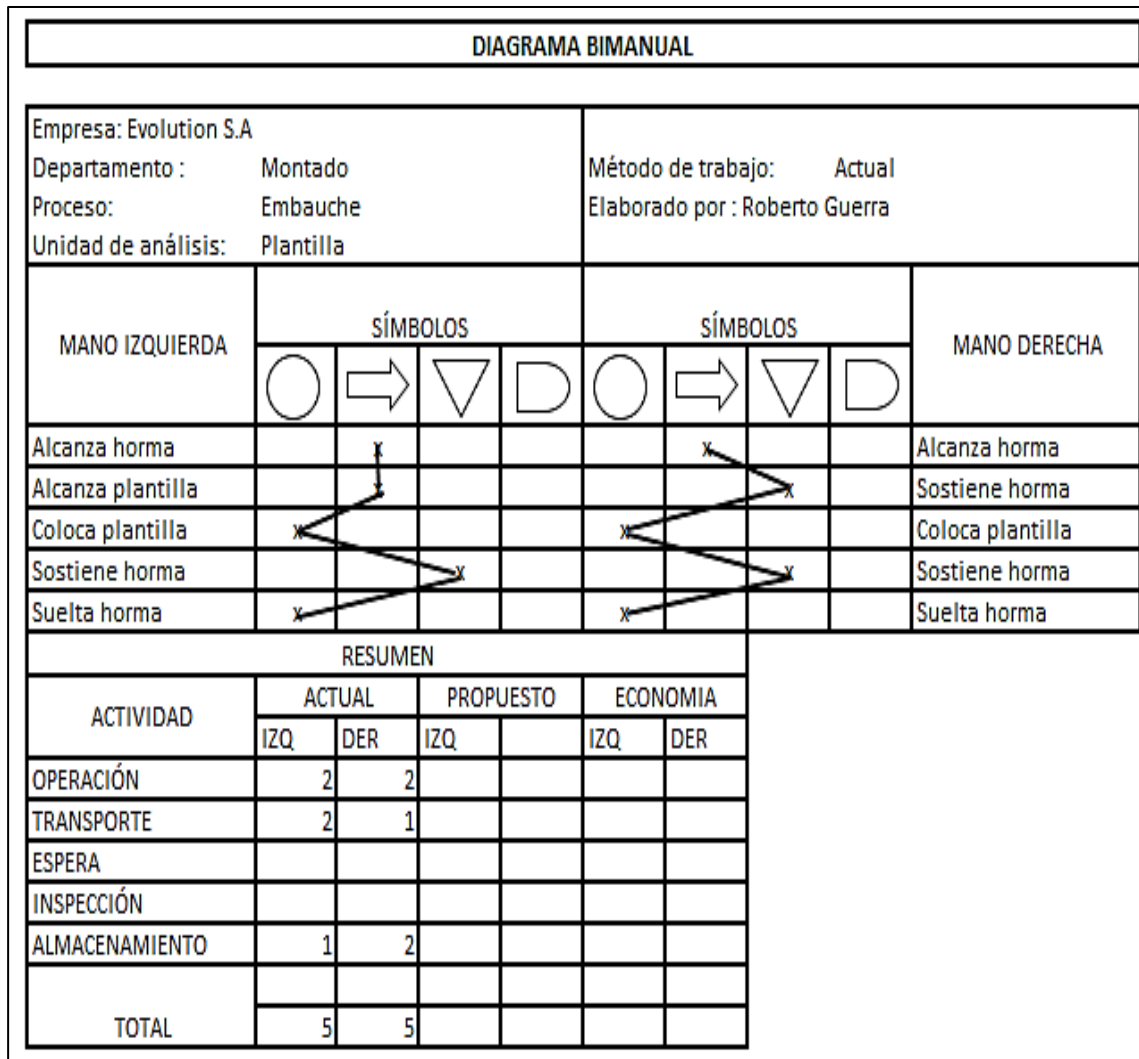 DIAGRAMA BIMANUAL
Empresa: Evolution S.A
Departamento : Montado Método de trabajo: Actual
Proceso: Embauche Elaborado por : Roberto Guerra
Unidad de análisis: Plantilla
MANO IZQUIERDA SÍMBOLOS SÍMBOLOS MANO DERECHA
Alcanza horma x x Alcanza horma
Alcanza plantilla x x Sostiene horma
Coloca plantilla x x Coloca plantilla
Sostiene horma x x Sostiene horma
Suelta horma x x Suelta horma
RESUMEN
ACTIVIDAD ACTUAL PROPUESTO ECONOMIA
IZQ DER IZQ IZQ DER
OPERACIÓN 2 2
TRANSPORTE 2 1
ESPERA
INSPECCIÓN
ALMACENAMIENTO 1 2
TOTAL 5 5